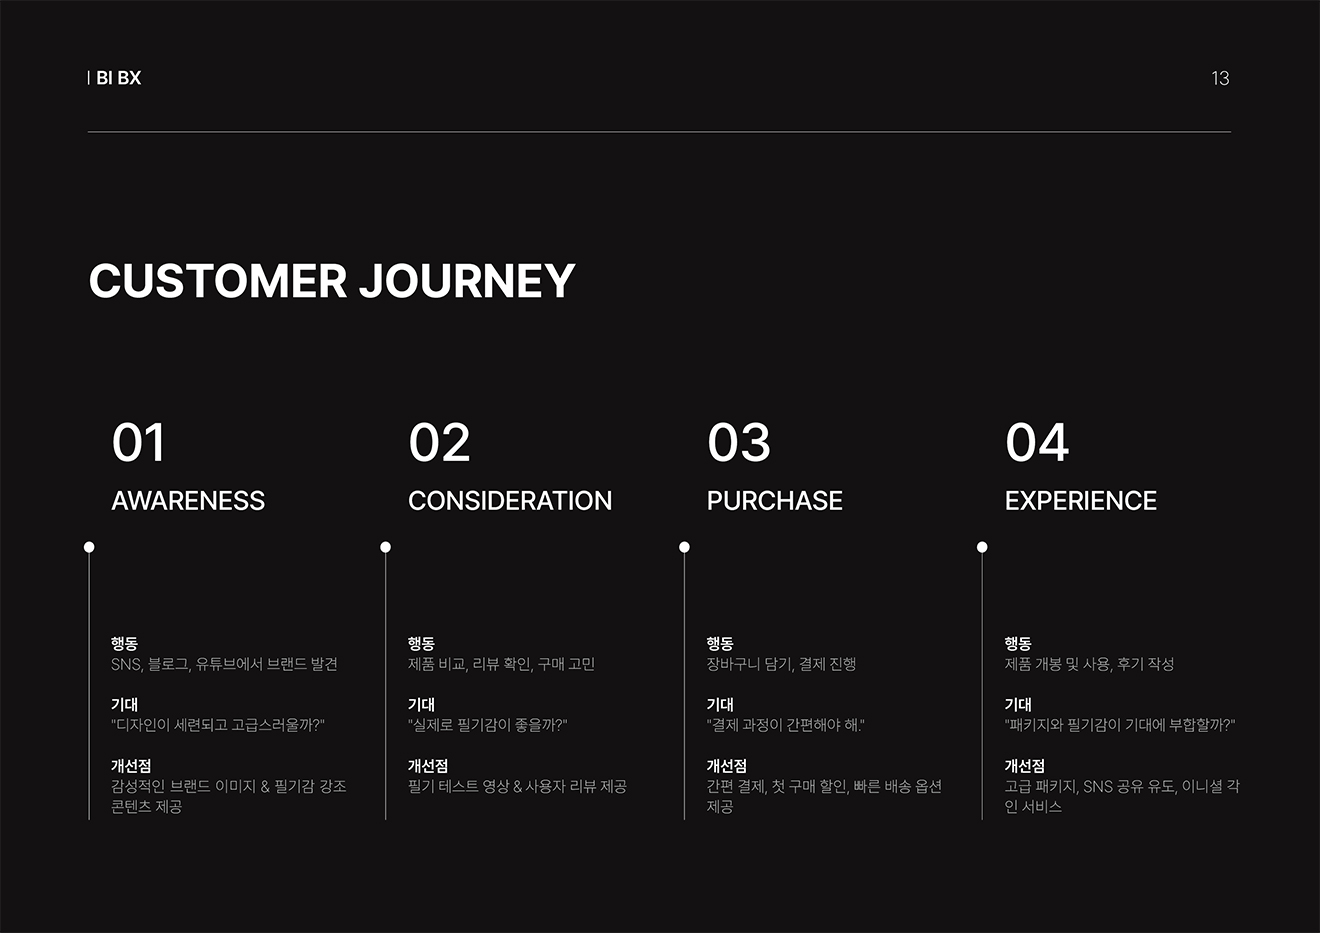 | BI BX
13
CUSTOMER JOURNEY
01
AWARENESS
행동
SNS, 블로그, 유튜브에서 브랜드 발견
기대
"디자인이 세련되고 고급스러울까?"
개선점
감성적인 브랜드 이미지 & 필기감 강조
콘텐츠 제공
02
CONSIDERATION
행동
제품 비교, 리뷰 확인, 구매 고민
기대
"실제로 필기감이 좋을까?"
개선점
필기 테스트 영상 & 사용자 리뷰 제공
03
PURCHASE
행동
장바구니 담기, 결제 진행
기대
"결제 과정이 간편해야 해."
개선점
간편 결제, 첫 구매 할인, 빠른 배송 옵션
제공
04
EXPERIENCE
행동
제품 개봉 및 사용, 후기 작성
기대
"패키지와 필기감이 기대에 부합할까?"
개선점
고급 패키지, SNS 공유 유도, 이니셜 각
인 서비스